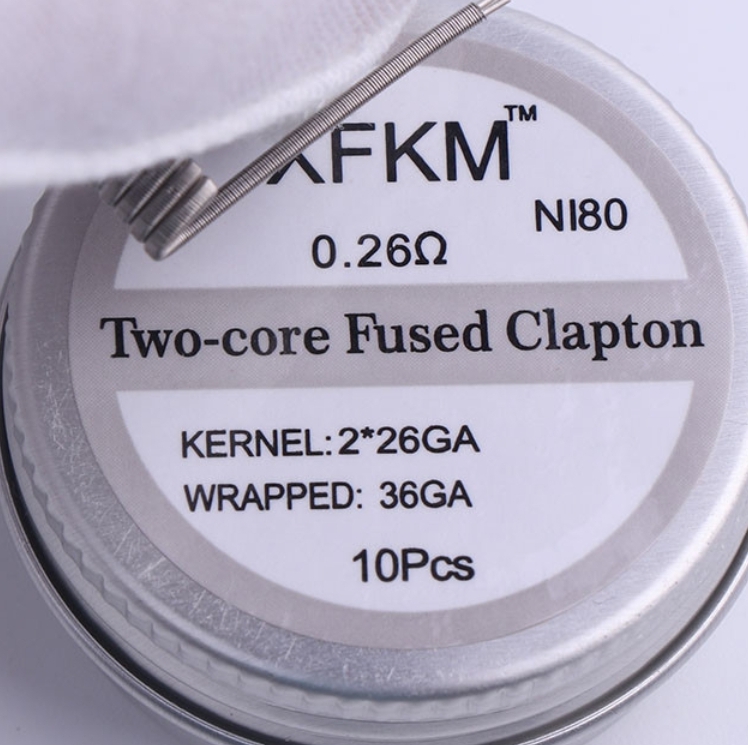 XFKM™
NI80
0.26Ω
Two-core Fused Clapton
KERNEL: 2*26GA
WRAPPED: 36GA
10Pcs